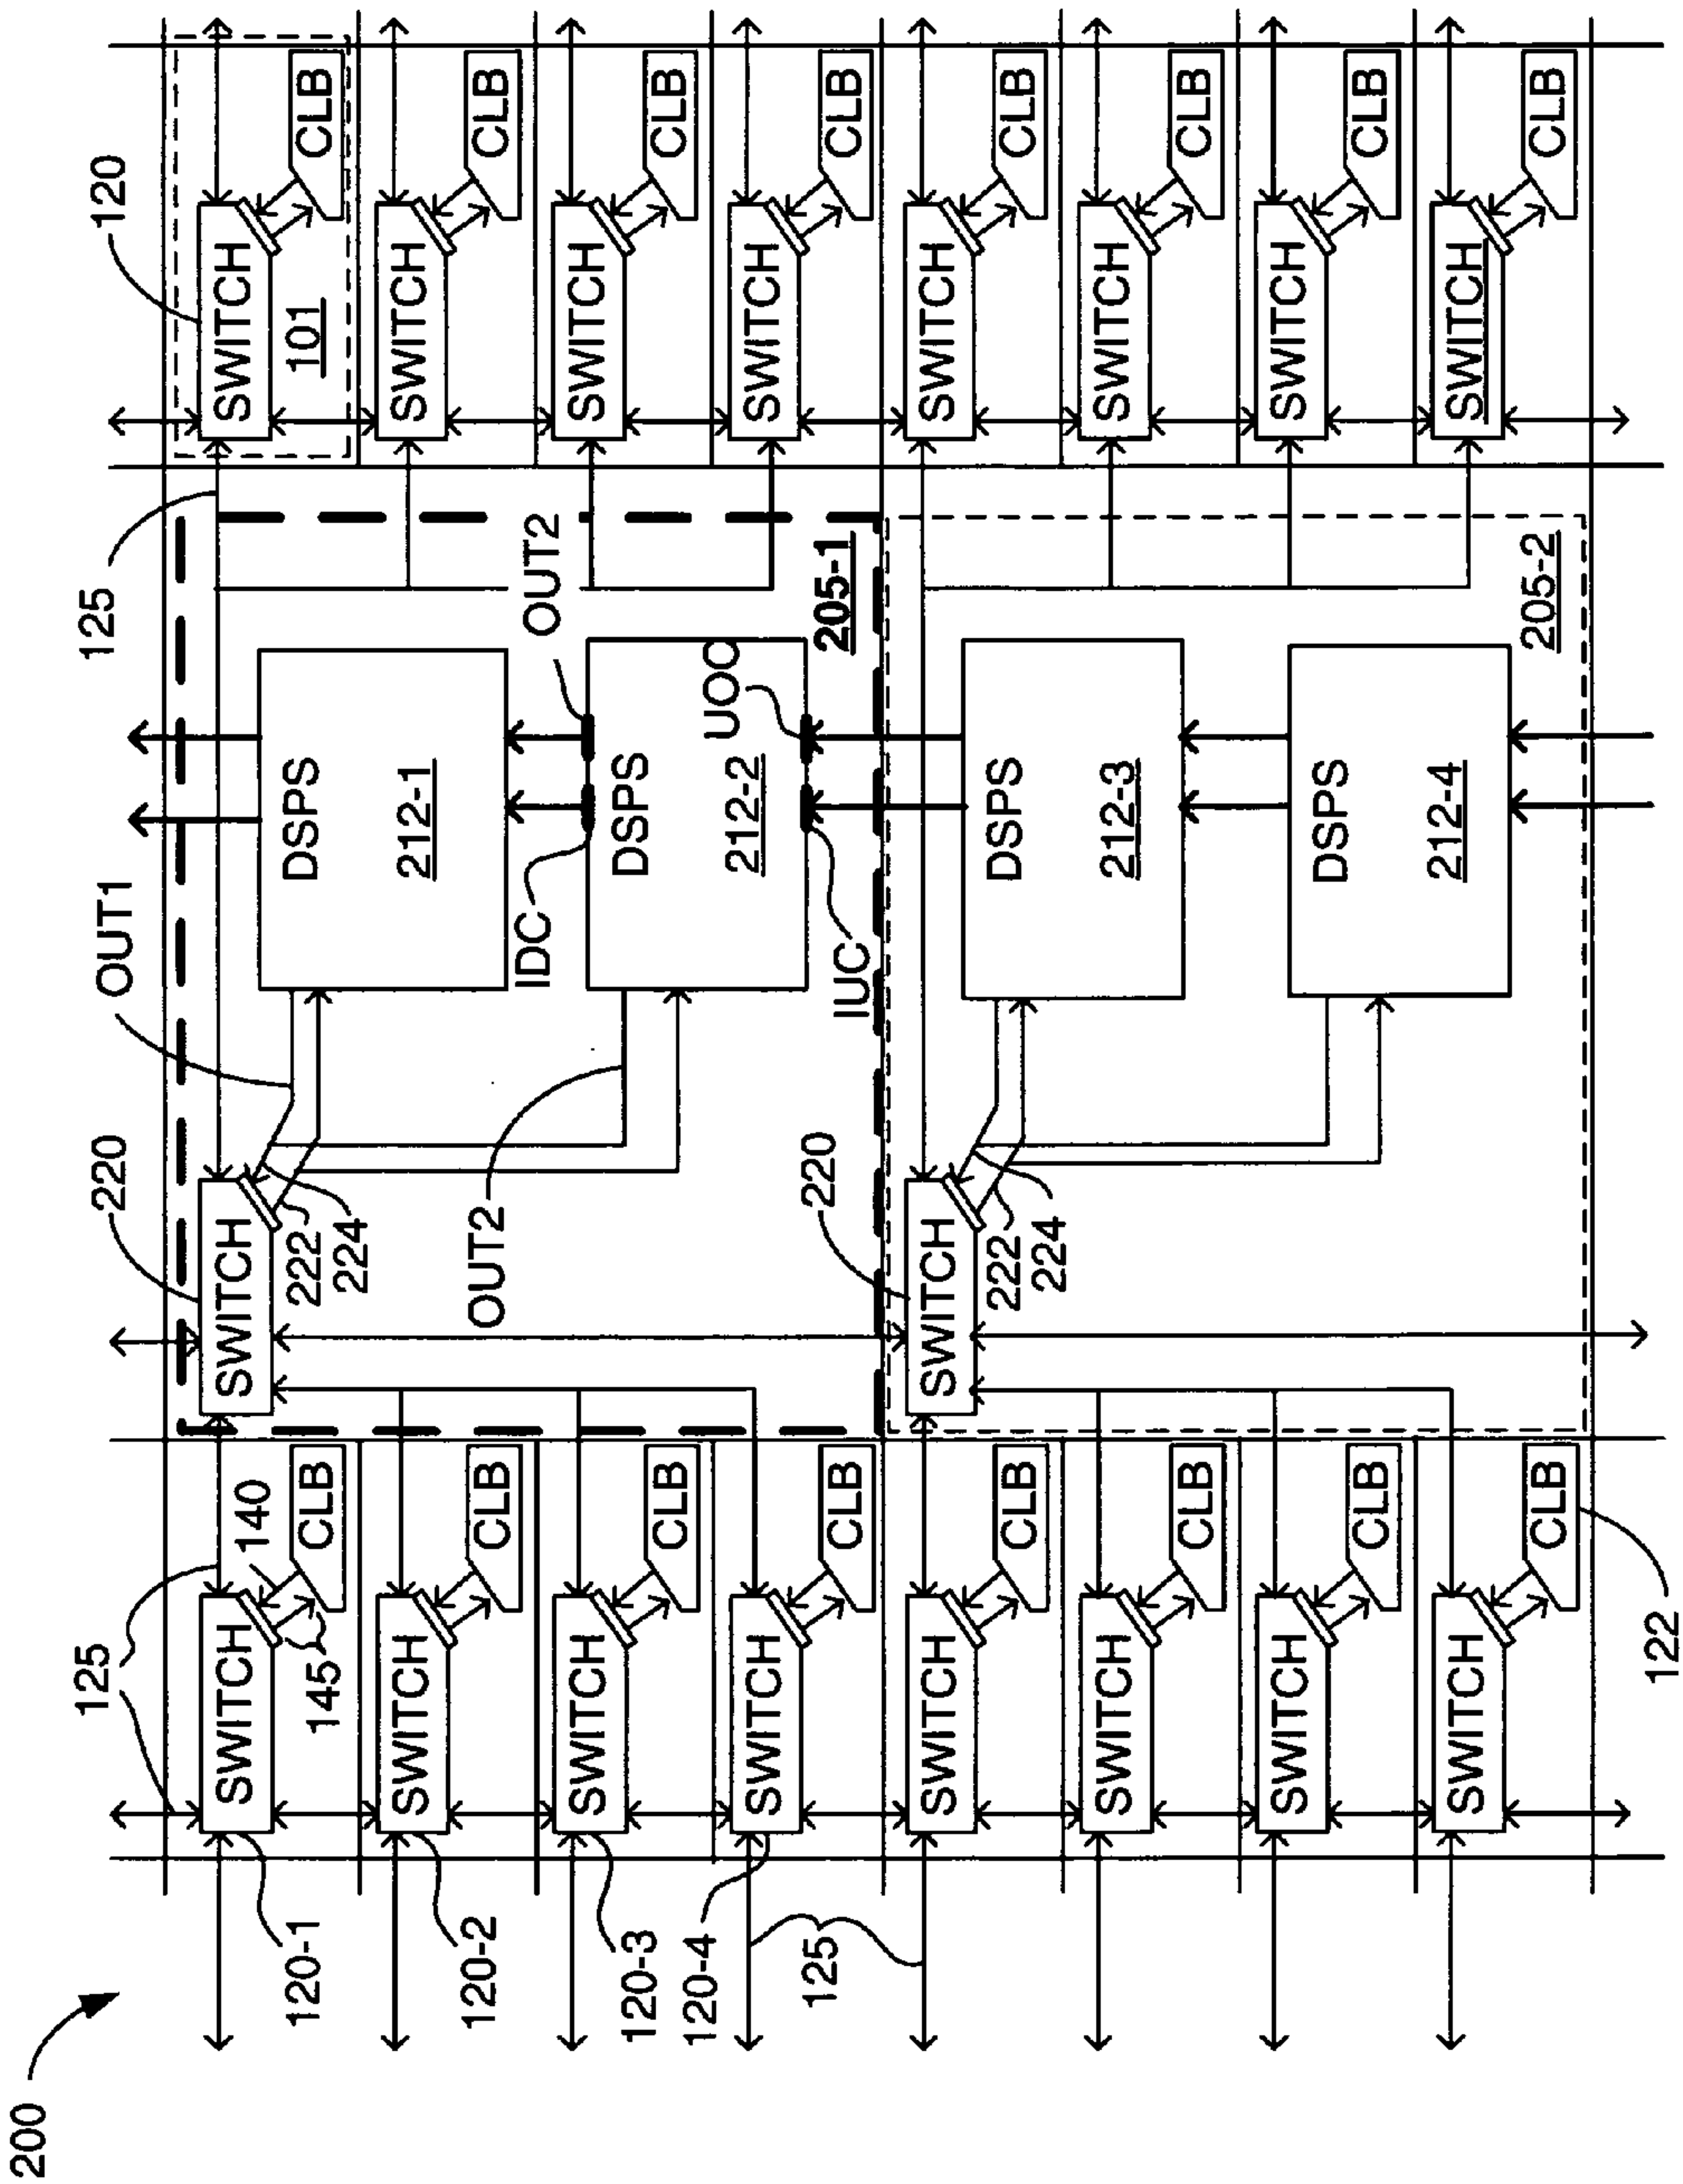 200
125
220
OUT1
125
120
SWITCH
SWITCH
SWITCH
140
120-1
222
DSPS
101
145
CLB
CLB
224
SWITCH
212-1
SWITCH
120-2
CLB
OUT2
CLB
IDC
OUT2
SWITCH
SWITCH
120-3
DSPS
CLB
CLB
120-4
UOO
SWITCH
212-2
SWITCH
125
220
205-1
CLB
IUC
CLB
SWITCH
SWITCH
SWITCH
222
DSPS
CLB
CLB
224
SWITCH
212-3
SWITCH
CLB
CLB
SWITCH
SWITCH
DSPS
CLB
CLB
212-4
SWITCH
SWITCH
205-2
CLB
CLB
122